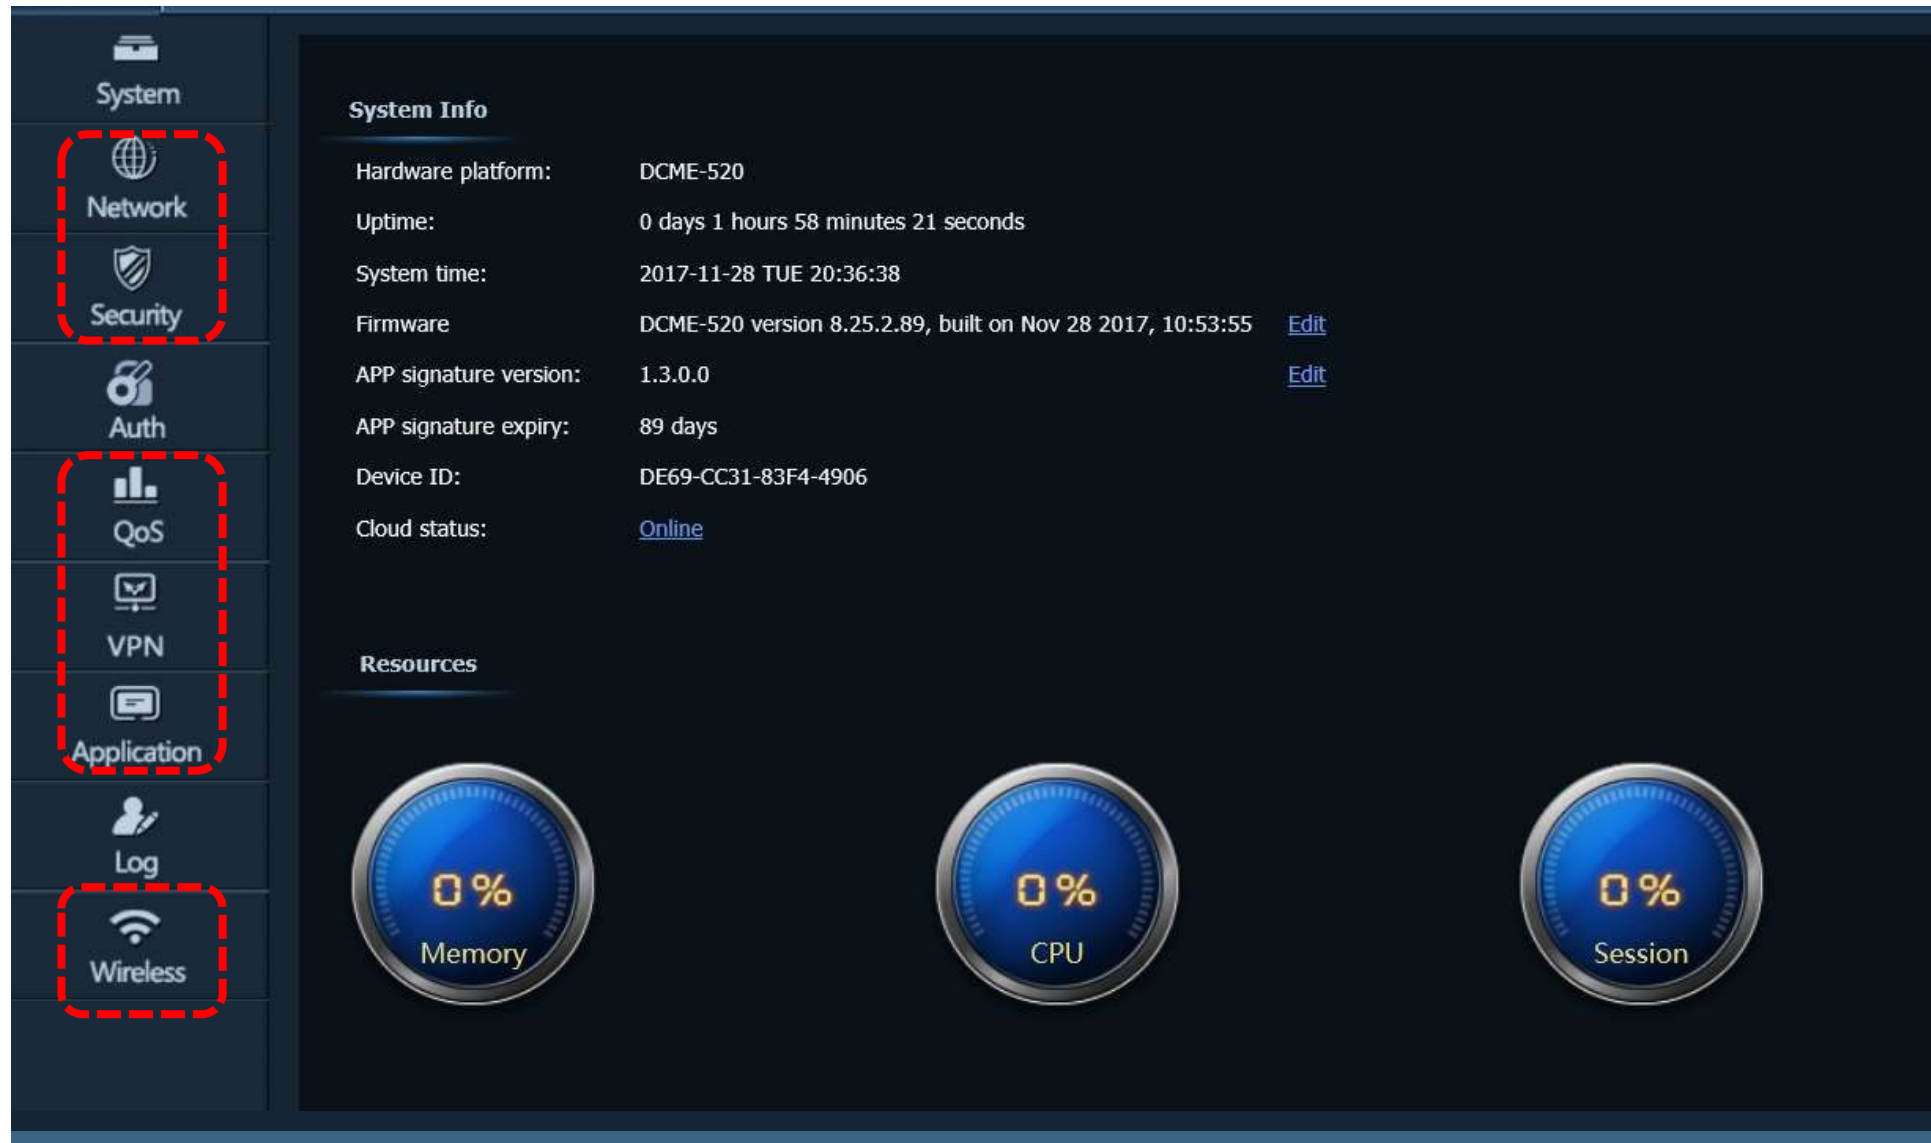 System
Network
Security
Auth
QoS
VPN
Application
Log
Wireless
System Info
Hardware platform: DCME-520
Uptime: 0 days 1 hours 58 minutes 21 seconds
System time: 2017-11-28 TUE 20:36:38
Firmware DCME-520 version 8.25.2.89, built on Nov 28 2017, 10:53:55 Edit
APP signature version: 1.3.0.0 Edit
APP signature expiry: 89 days
Device ID: DE69-CC31-83F4-4906
Cloud status: Online
Resources
0% 0% 0%
Memory CPU Session